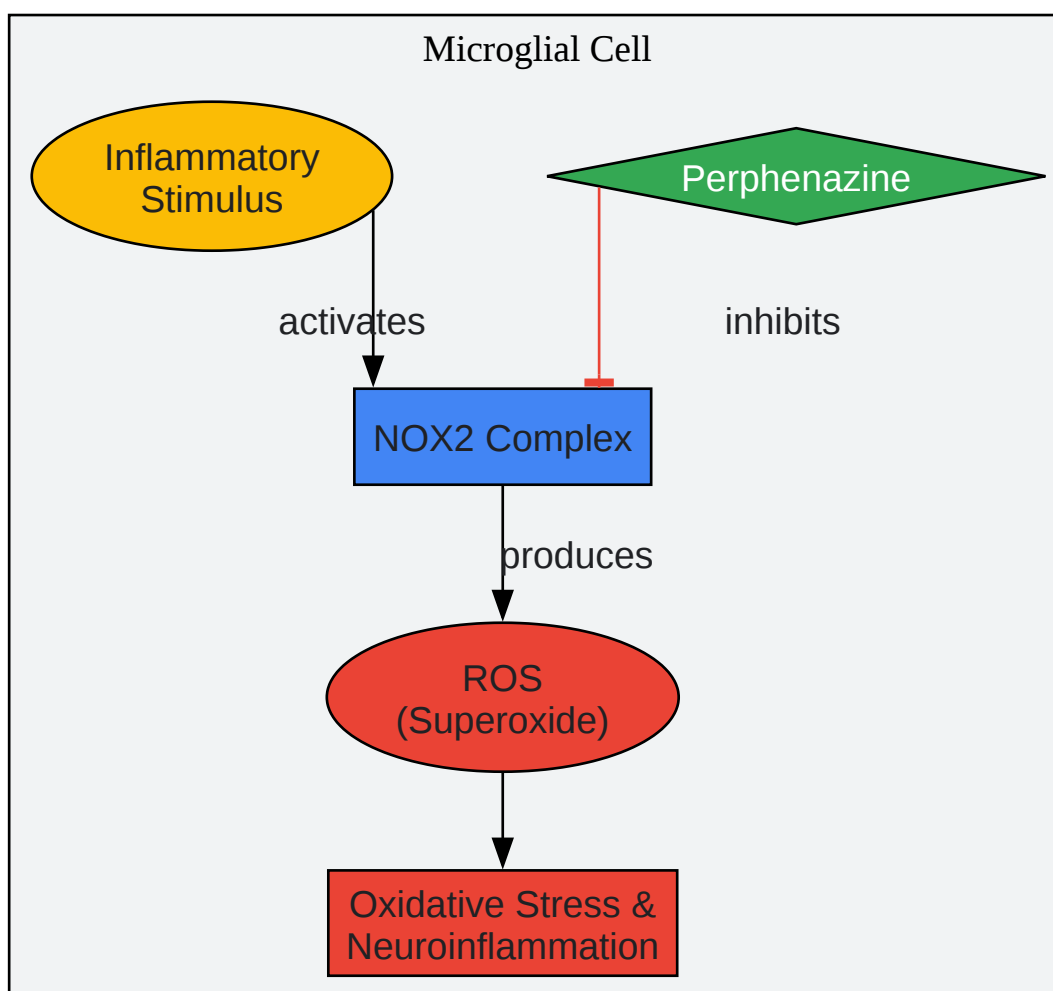 Microglial Cell
Inflammatory
Stimulus
Perphenazine
activates
inhibits
NOX2 Complex
produces
ROS
(Superoxide)
Oxidative Stress &
Neuroinflammation